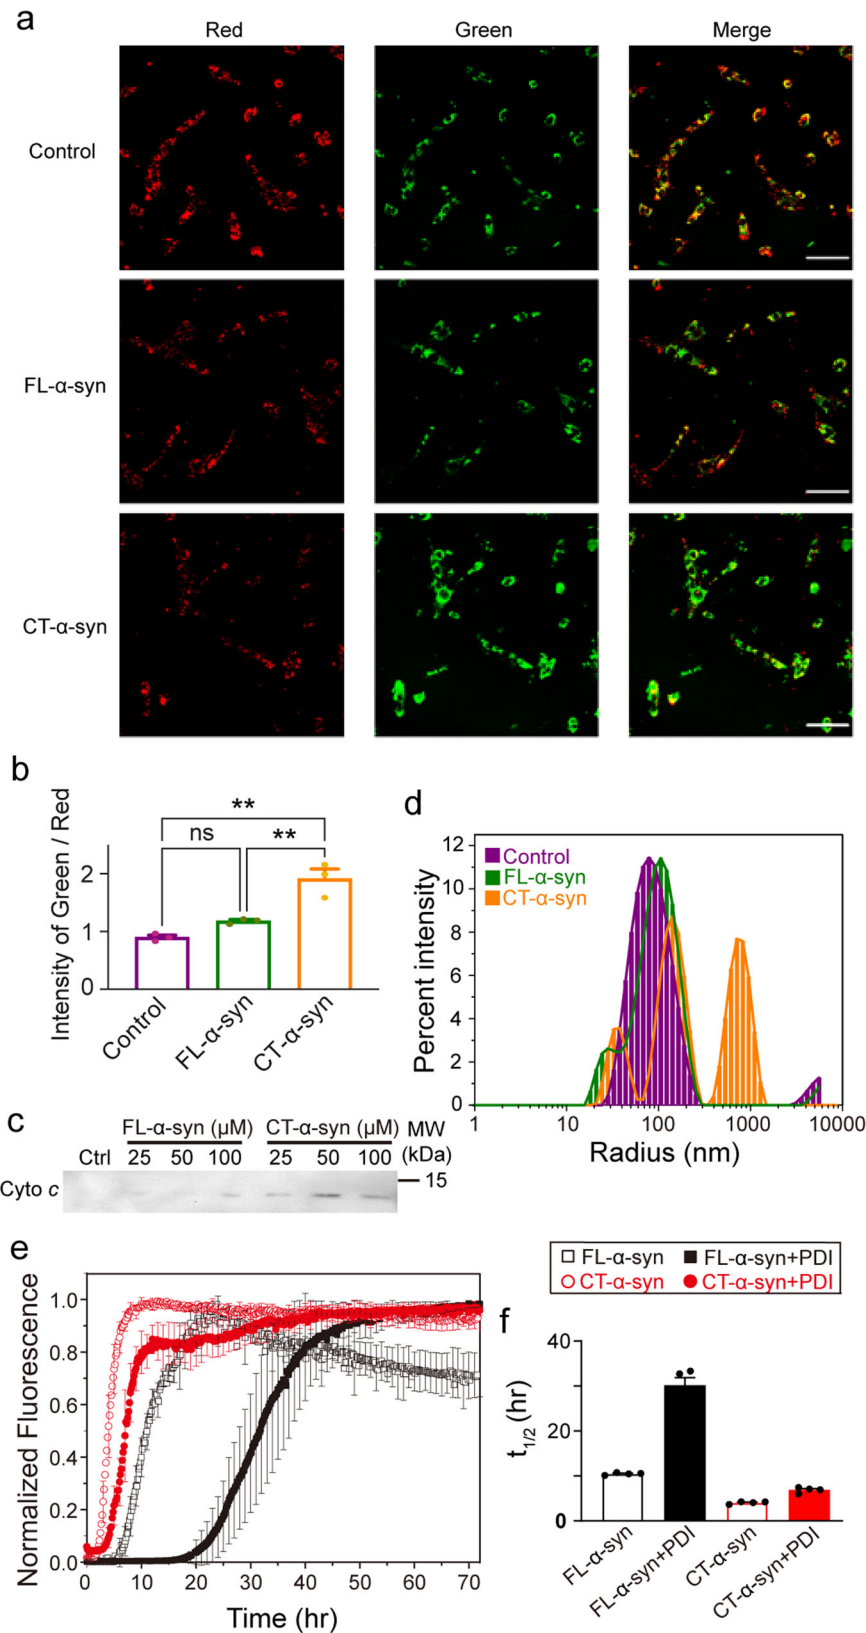 a
Red Green Merge
Control
FL-α-syn
CT-α-syn
b
Intensity of Green / Red
**
ns **
2
1
0
Control
FL-α-syn
CT-α-syn
d
Percent intensity
12
10
8
6
4
2
0
Control
FL-α-syn
CT-α-syn
1 10 100 1000 10000
Radius (nm)
c
FL-α-syn (μM) CT-α-syn (μM) MW
Ctrl 25 50 100 25 50 100 (kDa)
Cyto c
15
e
Normalized Fluorescence
1.0
0.8
0.6
0.4
0.2
0.0
0 10 20 30 40 50 60 70
Time (hr)
FL-α-syn FL-α-syn+PDI
CT-α-syn CT-α-syn+PDI
f
t1/2 (hr)
40
20
0
FL-α-syn
FL-α-syn+PDI
CT-α-syn
CT-α-syn+PDI